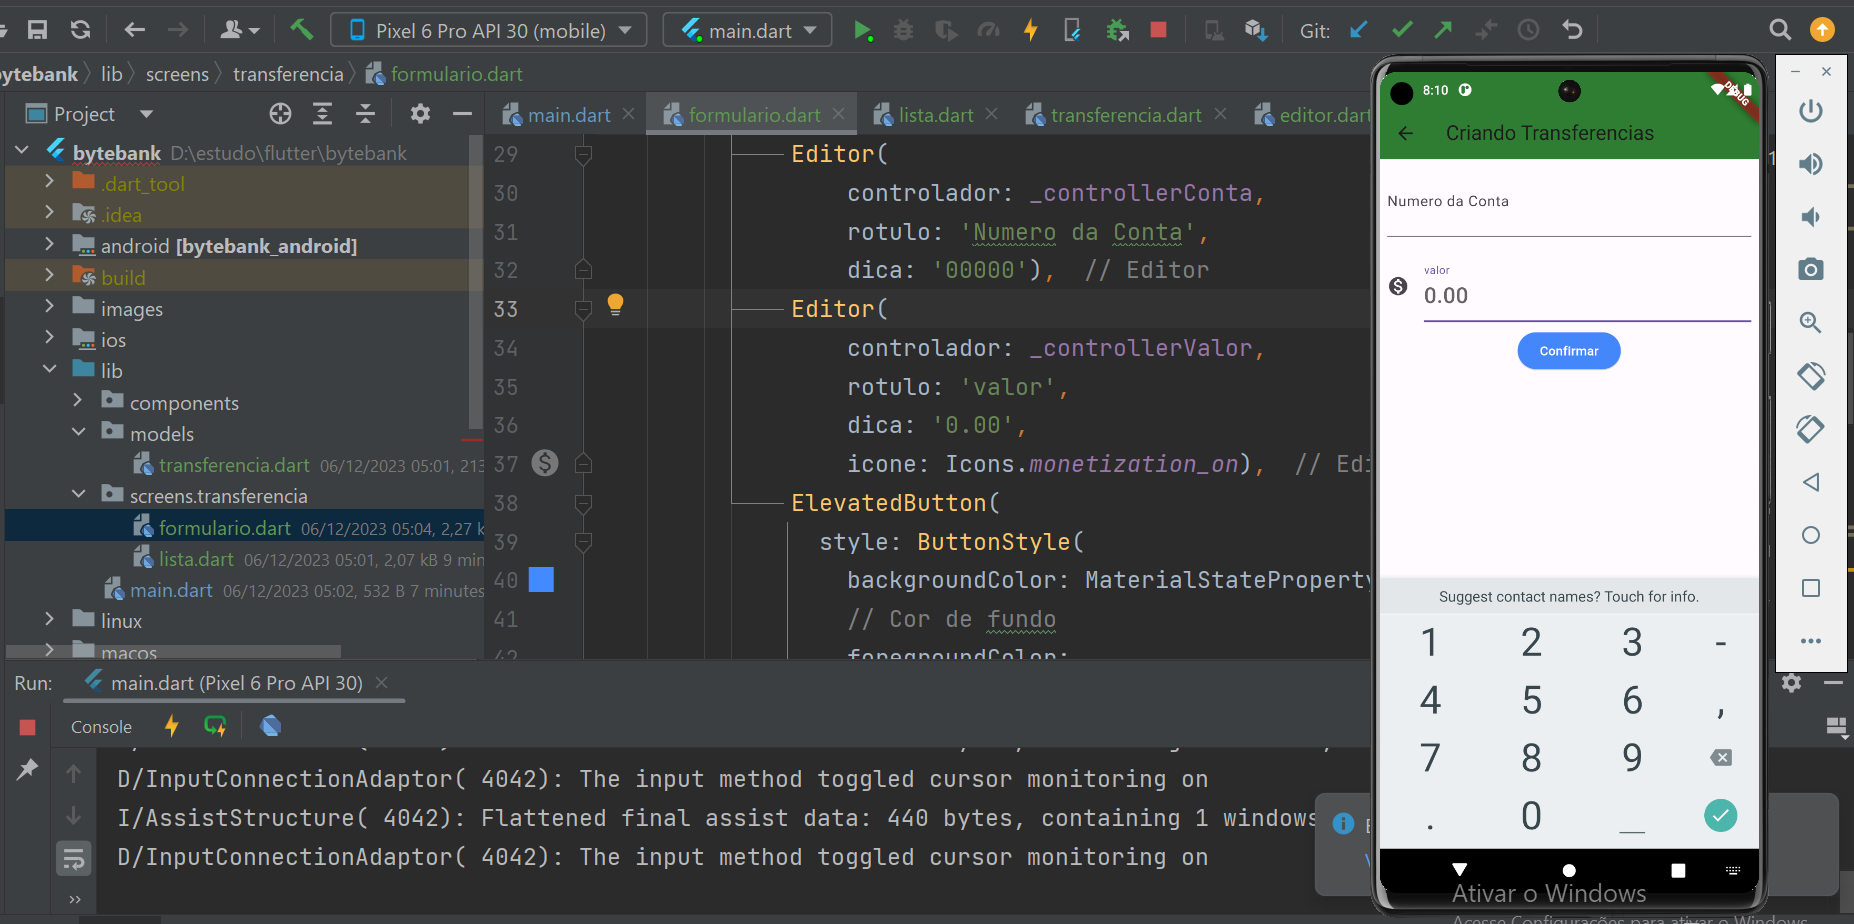 Pixel 6 Pro API 30 (mobile)
main.dart
Git:
bytebank
lib
screens
transferencia
formulario.dart
Project
main.dart
formulario.dart
lista.dart
transferencia.dart
editor.dart
bytebank D:\estudo\flutter\bytebank
.dart_tool
.idea
android [bytebank_android]
build
images
ios
lib
components
models
transferencia.dart 06/12/2023 05:01, 213
screens.transferencia
formulario.dart 06/12/2023 05:04, 2,27 k
lista.dart 06/12/2023 05:01, 2,07 kB 9 min
main.dart 06/12/2023 05:02, 532 B 7 minutes
linux
macos
29 Editor(
30 controlador: _controllerConta,
31 rotulo: 'Numero da Conta',
32 dica: '00000'), // Editor
33 Editor(
34 controlador: _controllerValor,
35 rotulo: 'valor',
36 dica: '0.00',
37 icone: Icons.monetization_on), // Edi
38 ElevatedButton(
39 style: ButtonStyle(
40 backgroundColor: MaterialStateProperty
41 // Cor de fundo
42 foregroundColor:
Run: main.dart (Pixel 6 Pro API 30)
Console
D/InputConnectionAdaptor( 4042): The input method toggled cursor monitoring on
I/AssistStructure( 4042): Flattened final assist data: 440 bytes, containing 1 windows
D/InputConnectionAdaptor( 4042): The input method toggled cursor monitoring on
8:10
DEBUG
Criando Transferencias
Numero da Conta
valor
0.00
Confirmar
Suggest contact names? Touch for info.
1 2 3 -
4 5 6 ,
7 8 9
. 0 _
Ativar o Windows
Acesse Configurações para ativar o Windows.